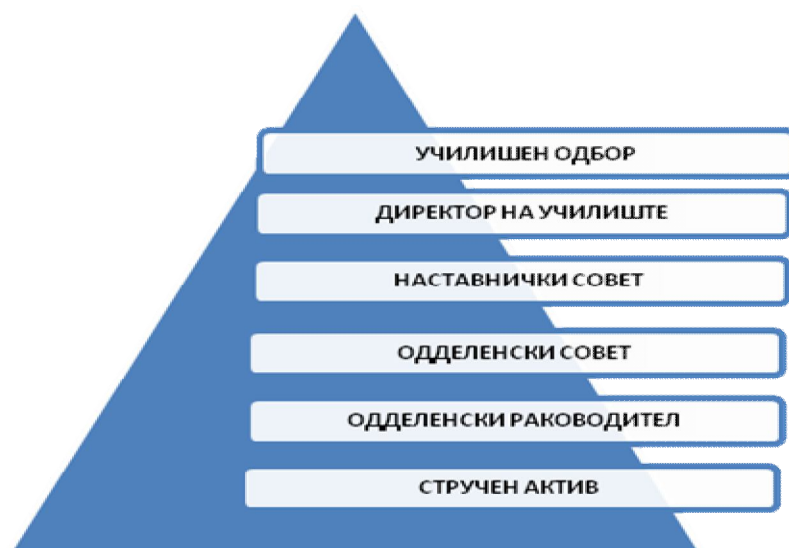 УЧИЛИШЕН ОДБОР
ДИРЕКТОР НА УЧИЛИШТЕ
НАСТАВНИЧКИ СОВЕТ
ОДДЕЛЕНСКИ СОВЕТ
ОДДЕЛЕНСКИ РАКОВОДИТЕЛ
СТРУЧЕН АКТИВ